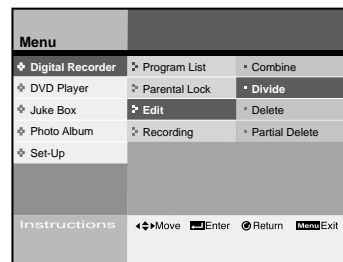 Menu
Digital Recorder
Program List
Combine
DVD Player
Parental Lock
Divide
Juke Box
Edit
Delete
Photo Album
Recording
Partial Delete
Set-Up
Instructions
Move
Enter
Return
Menu Exit